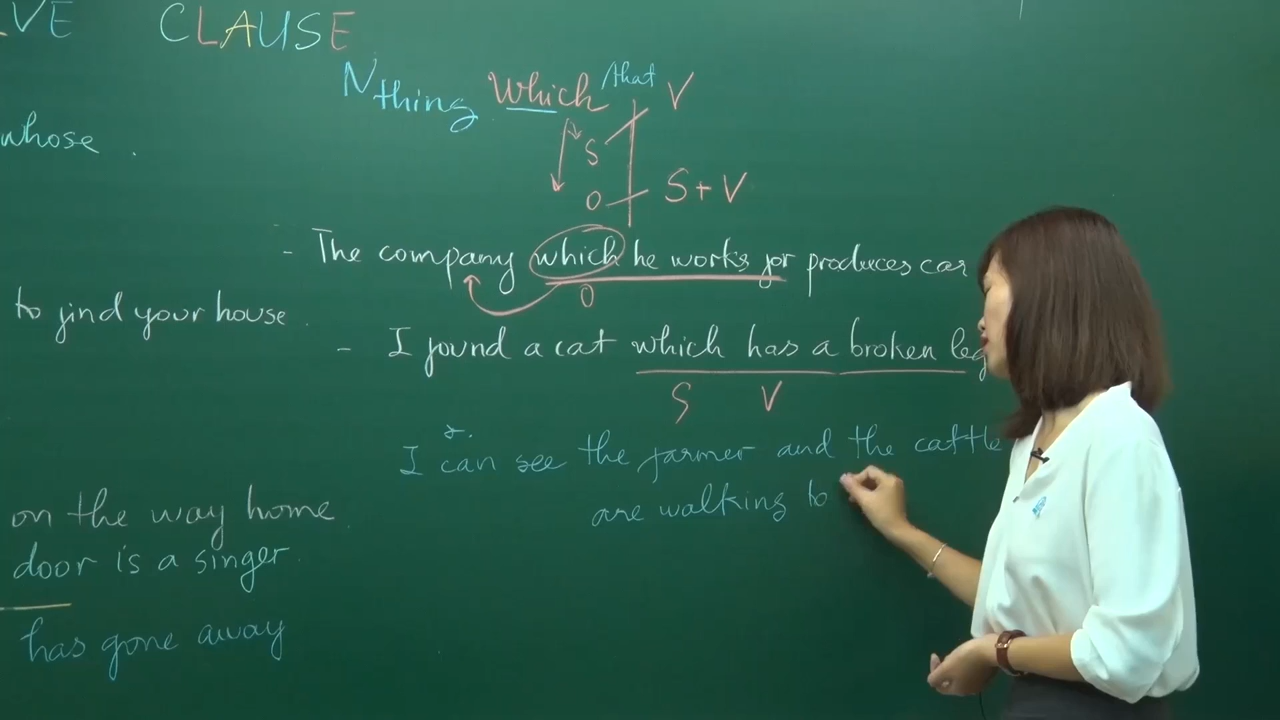 VE CLAUSE
N thing which that V
whose.
S
O S + V
- The company which he works for produces car
O
to find your house.
- I found a cat which has a broken leg
S V
I can see the farmer and the cattle
on the way home
are walking to
door is a singer.
has gone away